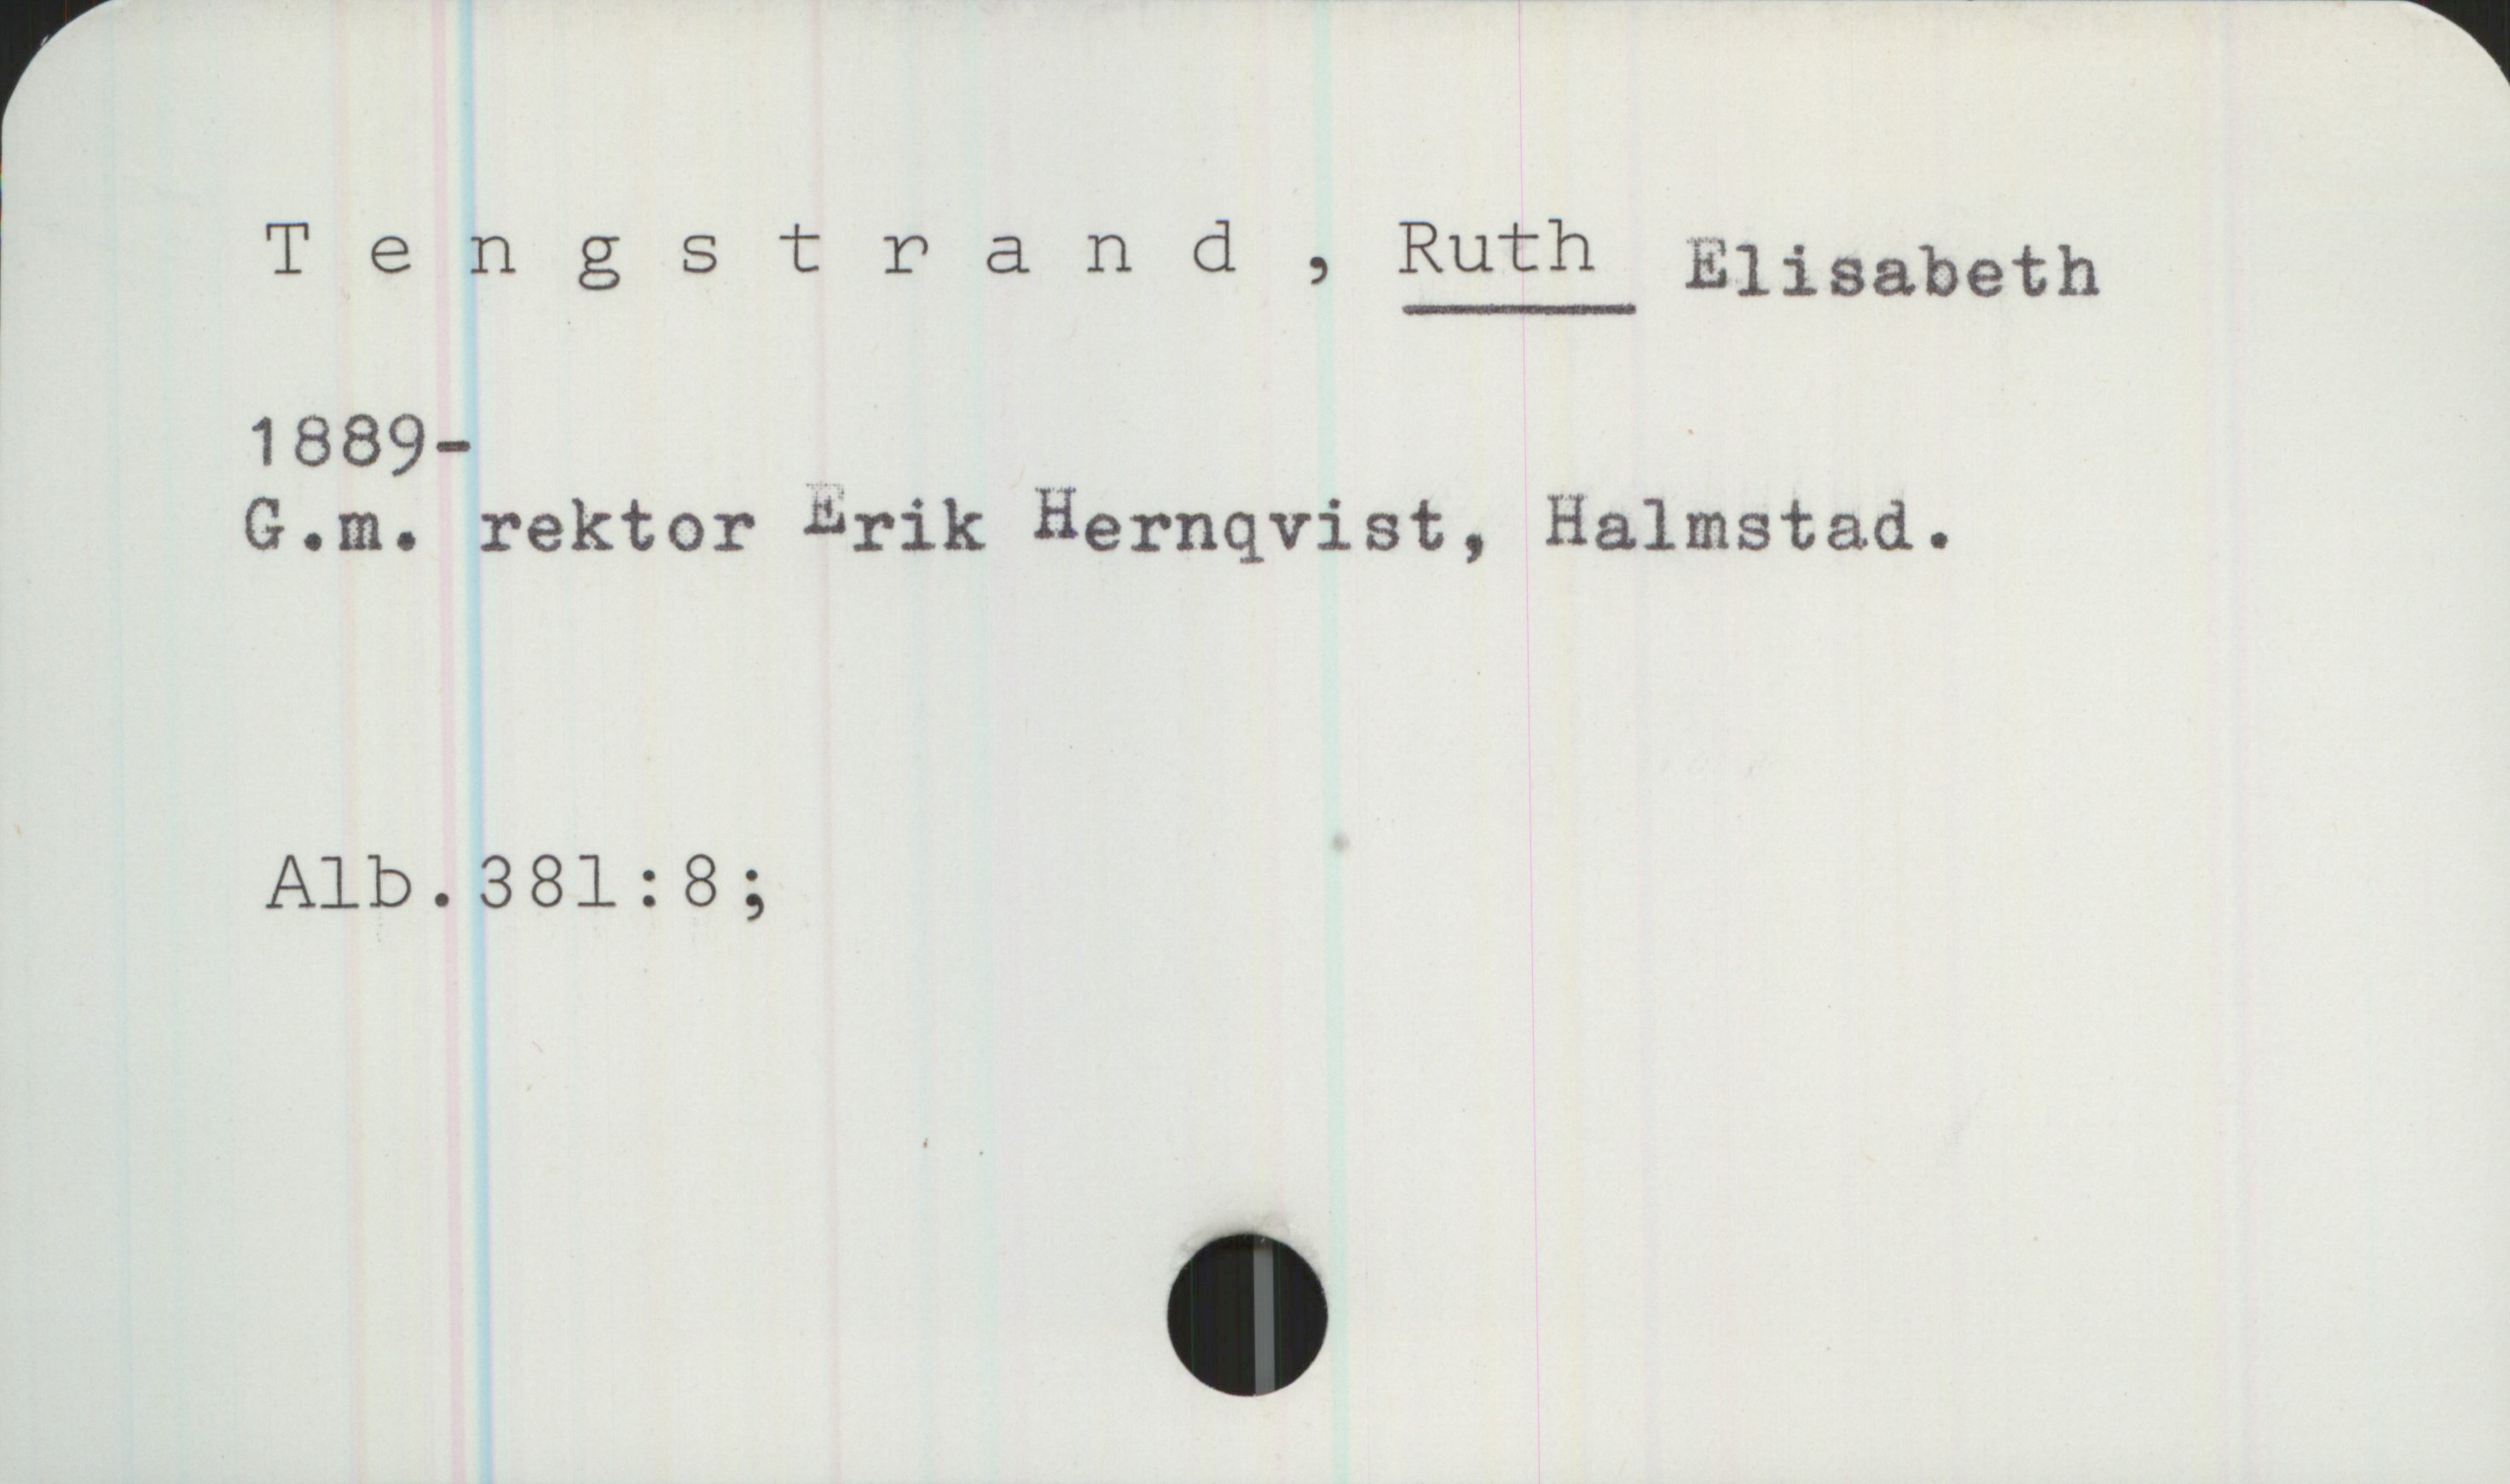 T e n g s t r a n d , Ruth Elisabeth
1889-
G.m. rektor Erik Hernqvist, Halmstad.
Alb.381:8;